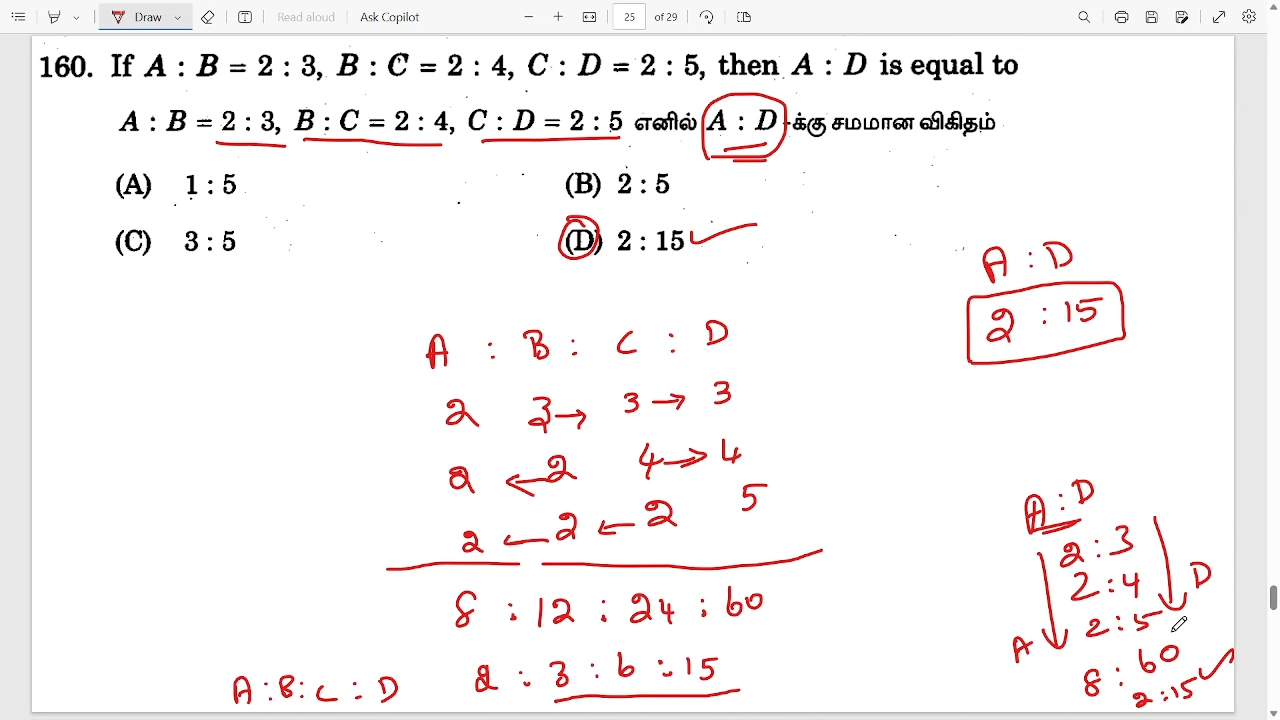 Draw
Read aloud
Ask Copilot
25 of 29
160. If A : B = 2 : 3, B : C = 2 : 4, C : D = 2 : 5, then A : D is equal to
A : B = 2 : 3, B : C = 2 : 4, C : D = 2 : 5 எனில் A : D -க்கு சமமான விகிதம்
(A) 1 : 5
(B) 2 : 5
(C) 3 : 5
(D) 2 : 15
A : D
2 : 15
A : B : C : D
2 3 → 3 → 3
2 ← 2 4 → 4
2 ← 2 ← 2 5
8 : 12 : 24 : 60
2 : 3 : 6 : 15
A : B : C : D
A : D
2 : 3
2 : 4
2 : 5
A D
8 : 60
2 : 15